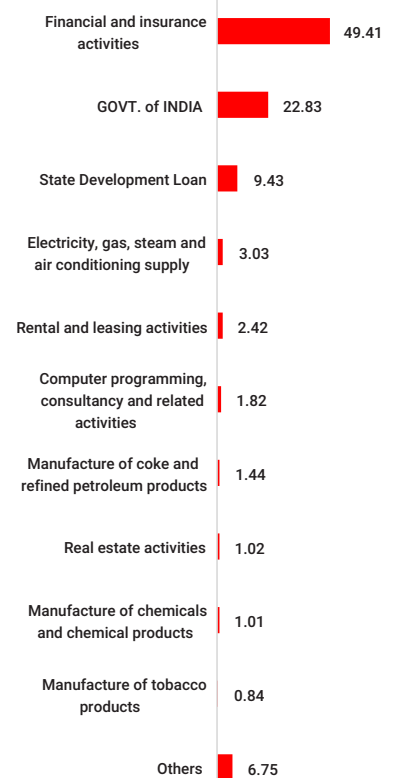 Financial and insurance
activities
49.41
GOVT. of INDIA
22.83
State Development Loan
9.43
Electricity, gas, steam and
air conditioning supply
3.03
Rental and leasing activities
2.42
Computer programming,
consultancy and related
activities
1.82
Manufacture of coke and
refined petroleum products
1.44
Real estate activities
1.02
Manufacture of chemicals
and chemical products
1.01
Manufacture of tobacco
products
0.84
Others
6.75